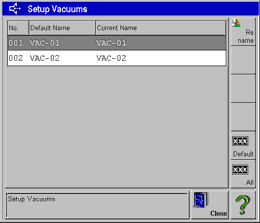 Setup Vacuums
No. Default Name Current Name
001 VAC-01 VAC-01
002 VAC-02 VAC-02
Re
name
XXX
Default
XXX
All
Setup Vacuums
Close
?